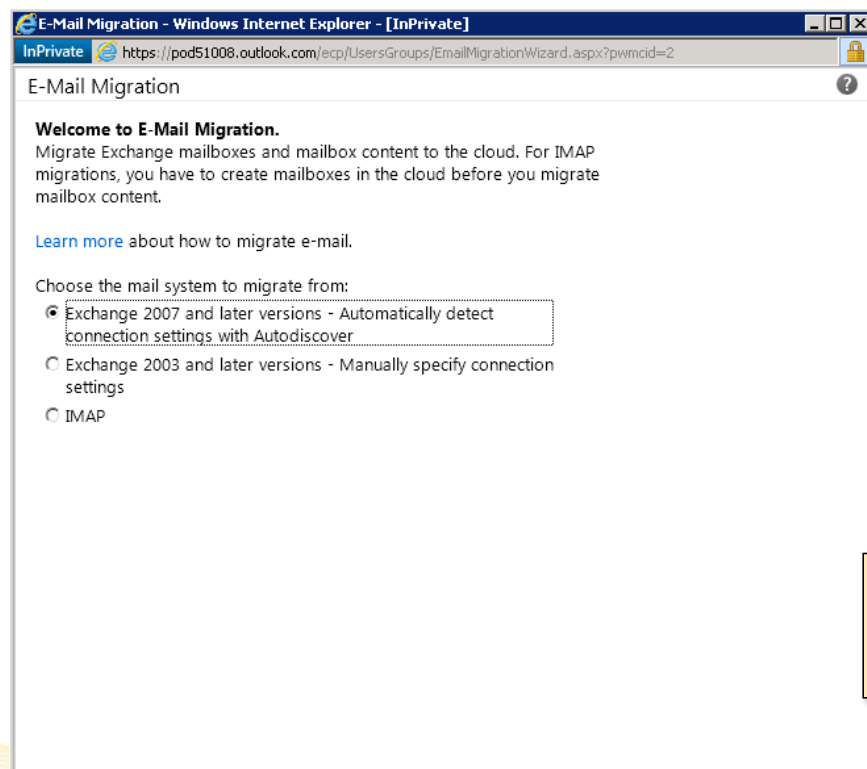 E-Mail Migration - Windows Internet Explorer - [InPrivate]
InPrivate https://pod51008.outlook.com/ecp/UsersGroups/EmailMigrationWizard.aspx?pwmcid=2
E-Mail Migration
?
Welcome to E-Mail Migration.
Migrate Exchange mailboxes and mailbox content to the cloud. For IMAP
migrations, you have to create mailboxes in the cloud before you migrate
mailbox content.
Learn more about how to migrate e-mail.
Choose the mail system to migrate from:
Exchange 2007 and later versions - Automatically detect
connection settings with Autodiscover
Exchange 2003 and later versions - Manually specify connection
settings
IMAP